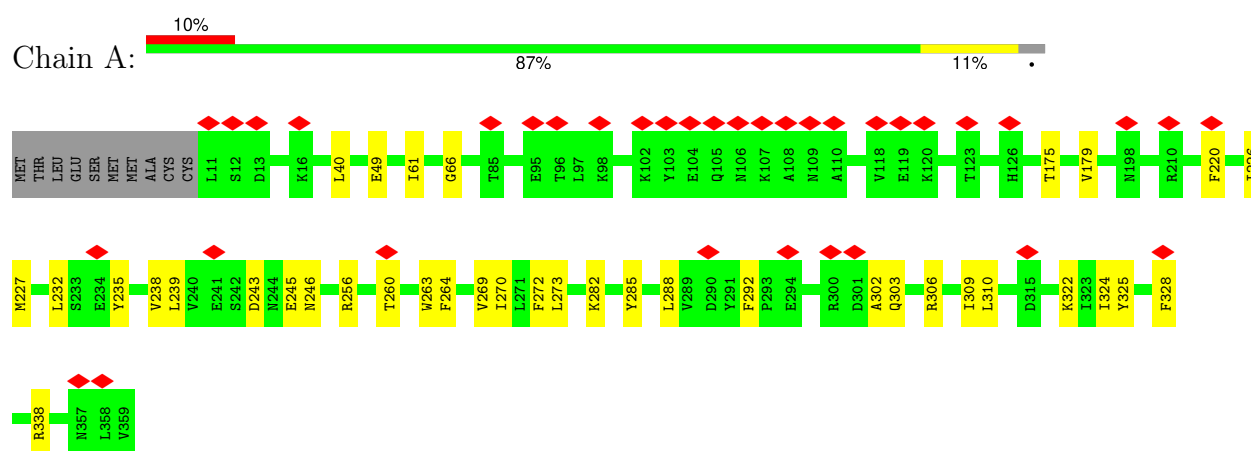 10%
Chain A:
87% 11% •
MET THR LEU GLU SER MET MET ALA CYS CYS L11 S12 D13 K16 L40 E49 I61 G66 T85 E95 T96 L97 K98 K102 Y103 E104 Q105 N106 K107 A108 N109 A110 V118 E119 K120 T123 H126 T175 V179 N198 R210 F220
M227 L232 S233 E234 Y235 V238 L239 V240 E241 S242 D243 N244 E245 N246 R256 T260 W263 F264 V269 I270 L271 F272 L273 K282 Y285 L288 V289 D290 Y291 F292 P293 E294 R300 D301 A302 Q303 R306 I309 L310 D315 K322 I323 I324 Y325 F328
R338 N357 L358 V359